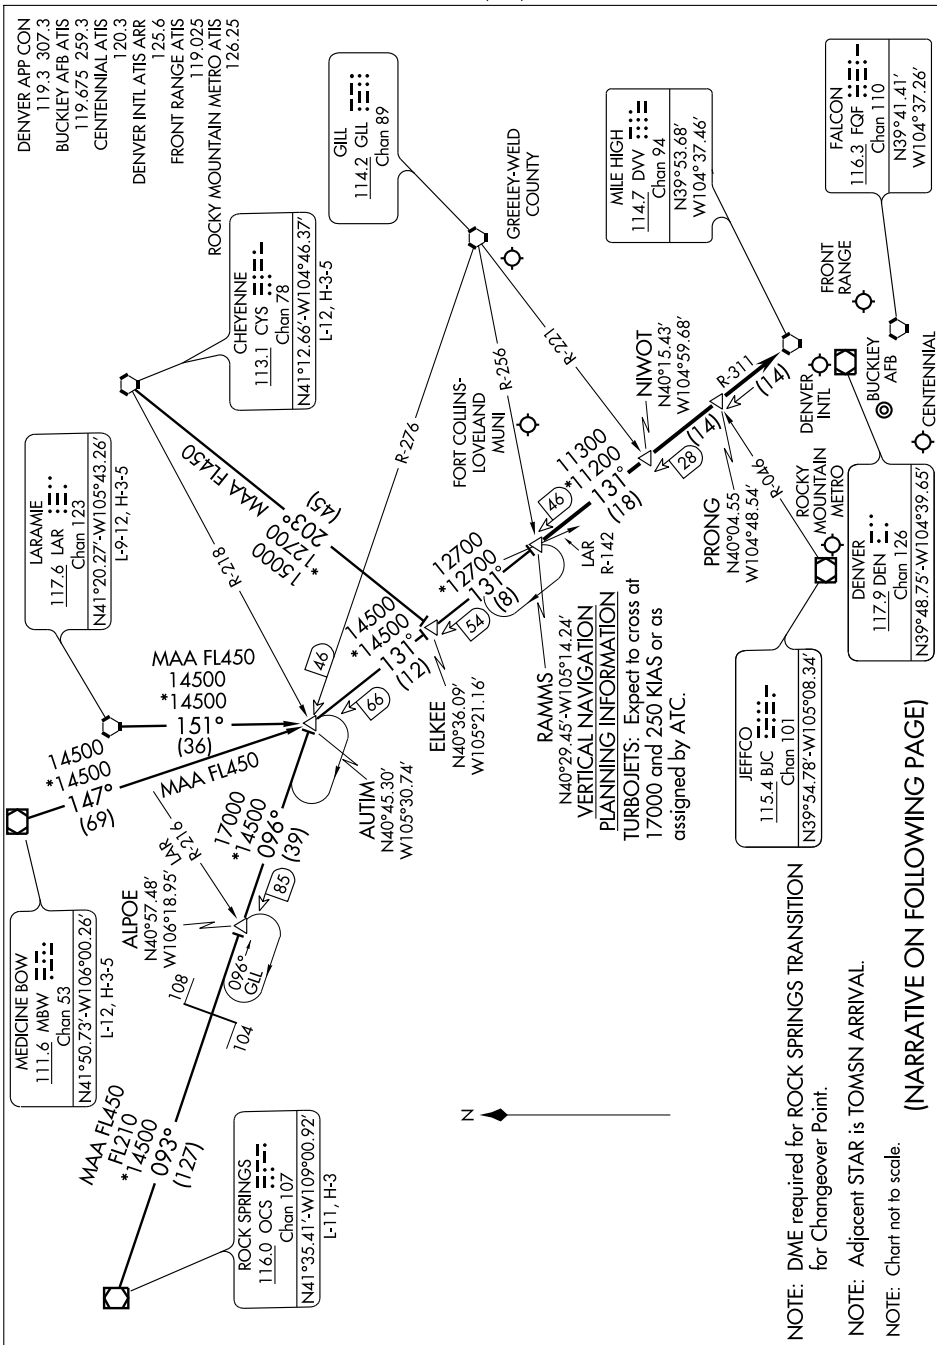 DENVER APP CON
119.3 307.3
BUCKLEY AFB ATIS
119.675 259.3
CENTENNIAL ATIS
120.3
DENVER INTL ATIS ARR
125.6
FRONT RANGE ATIS
119.025
ROCKY MOUNTAIN METRO ATIS
126.25
LARAMIE
117.6 LAR
Chan 123
N41°20.27'-W105°43.26'
L-9-12, H-3-5
CHEYENNE
113.1 CYS
Chan 78
N41°12.66'-W104°46.37'
L-12, H-3-5
GILL
114.2 GLL
Chan 89
MEDICINE BOW
111.6 MBW
Chan 53
N41°50.73'-W106°00.26'
L-12, H-3-5
ROCK SPRINGS
116.0 OCS
Chan 107
N41°35.41'-W109°00.92'
L-11, H-3
MAA FL450
FL210
*14500
093°
(127)
108
104
ALPOE
N40°57.48'
W106°18.95'
096°
GLL
85
LAR
R-216
17000
*14500
096°
(39)
14500
*14500
147°
(69)
MAA FL450
MAA FL450
14500
*14500
151°
(36)
R-218
15000
*12700
203°
(45)
MAA FL450
R-276
46
66
AUTIM
N40°45.30'
W105°30.74'
14500
*14500
131°
(12)
ELKEE
N40°36.09'
W105°21.16'
54
12700
*12700
131°
(8)
FORT COLLINS-
LOVELAND
MUNI
GREELEY-WELD
COUNTY
R-256
R-221
46
LAR
R-142
RAMMS
N40°29.45'-W105°14.24'
11300
*11200
131°
(18)
NIWOT
N40°15.43'
W104°59.68'
28
(14)
PRONG
N40°04.55
W104°48.54'
R-046
R-311
(14)
MILE HIGH
114.7 DVV
Chan 94
N39°53.68'
W104°37.46'
FALCON
116.3 FQF
Chan 110
N39°41.41'
W104°37.26'
FRONT
RANGE
DENVER
INTL
BUCKLEY
AFB
CENTENNIAL
ROCKY
MOUNTAIN
METRO
DENVER
117.9 DEN
Chan 126
N39°48.75'-W104°39.65'
JEFFCO
115.4 BJC
Chan 101
N39°54.78'-W105°08.34'
VERTICAL NAVIGATION
PLANNING INFORMATION
TURBOJETS: Expect to cross at
17000 and 250 KIAS or as
assigned by ATC.
N
NOTE: DME required for ROCK SPRINGS TRANSITION
for Changeover Point.
NOTE: Adjacent STAR is TOMSN ARRIVAL.
NOTE: Chart not to scale.
(NARRATIVE ON FOLLOWING PAGE)